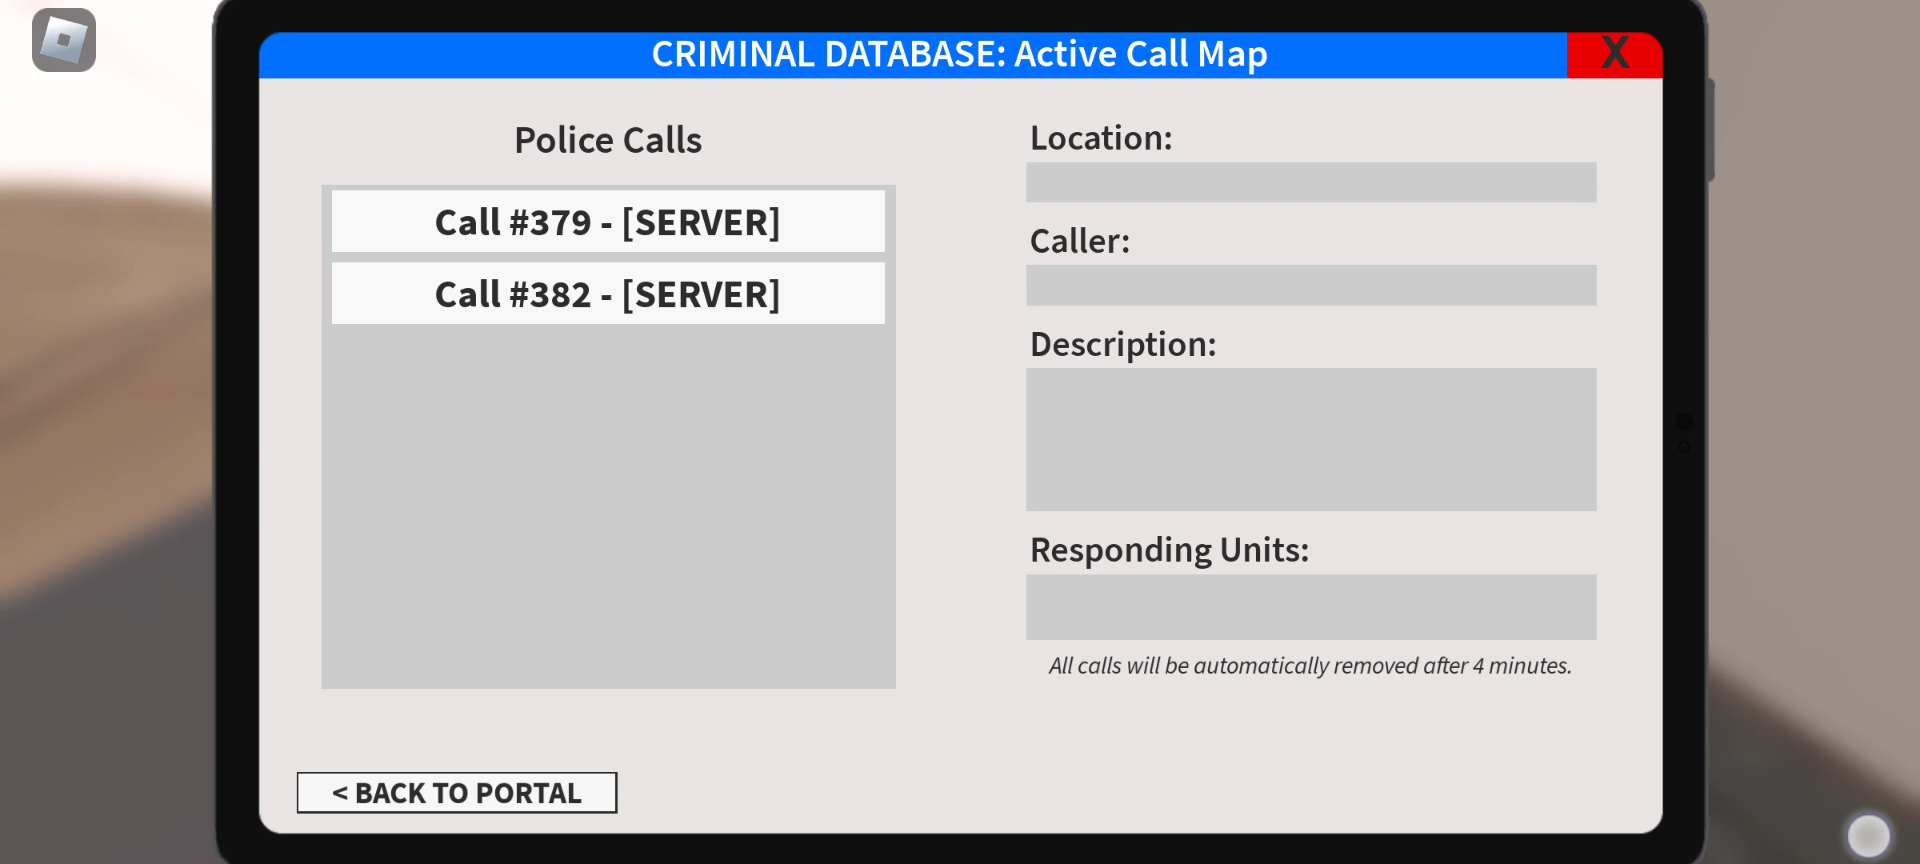 CRIMINAL DATABASE: Active Call Map
X
Police Calls
Call #379 - [SERVER]
Call #382 - [SERVER]
Location:
Caller:
Description:
Responding Units:
All calls will be automatically removed after 4 minutes.
< BACK TO PORTAL